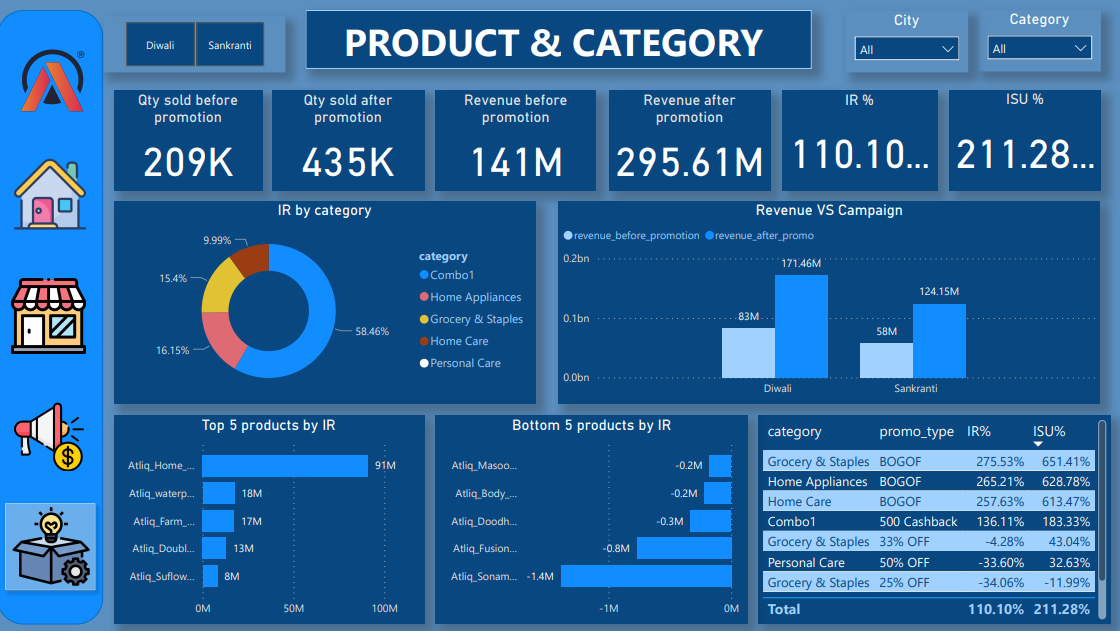 Diwali
Sankranti
PRODUCT & CATEGORY
City
All
Category
All
®
Qty sold before
promotion
209K
Qty sold after
promotion
435K
Revenue before
promotion
141M
Revenue after
promotion
295.61M
IR %
110.10...
ISU %
211.28...
IR by category
9.99%
15.4%
16.15%
58.46%
category
Combo1
Home Appliances
Grocery & Staples
Home Care
Personal Care
Revenue VS Campaign
revenue_before_promotion revenue_after_promo
0.2bn
0.1bn
0.0bn
83M
171.46M
58M
124.15M
Diwali
Sankranti
Top 5 products by IR
Atliq_Home_... 91M
Atliq_waterp... 18M
Atliq_Farm_... 17M
Atliq_Doubl... 13M
Atliq_Suflow... 8M
0M 50M 100M
Bottom 5 products by IR
Atliq_Masoo... -0.2M
Atliq_Body_... -0.2M
Atliq_Doodh... -0.3M
Atliq_Fusion... -0.8M
Atliq_Sonam... -1.4M
-1M 0M
category promo_type IR% ISU%
Grocery & Staples BOGOF 275.53% 651.41%
Home Appliances BOGOF 265.21% 628.78%
Home Care BOGOF 257.63% 613.47%
Combo1 500 Cashback 136.11% 183.33%
Grocery & Staples 33% OFF -4.28% 43.04%
Personal Care 50% OFF -33.60% 32.63%
Grocery & Staples 25% OFF -34.06% -11.99%
Total 110.10% 211.28%